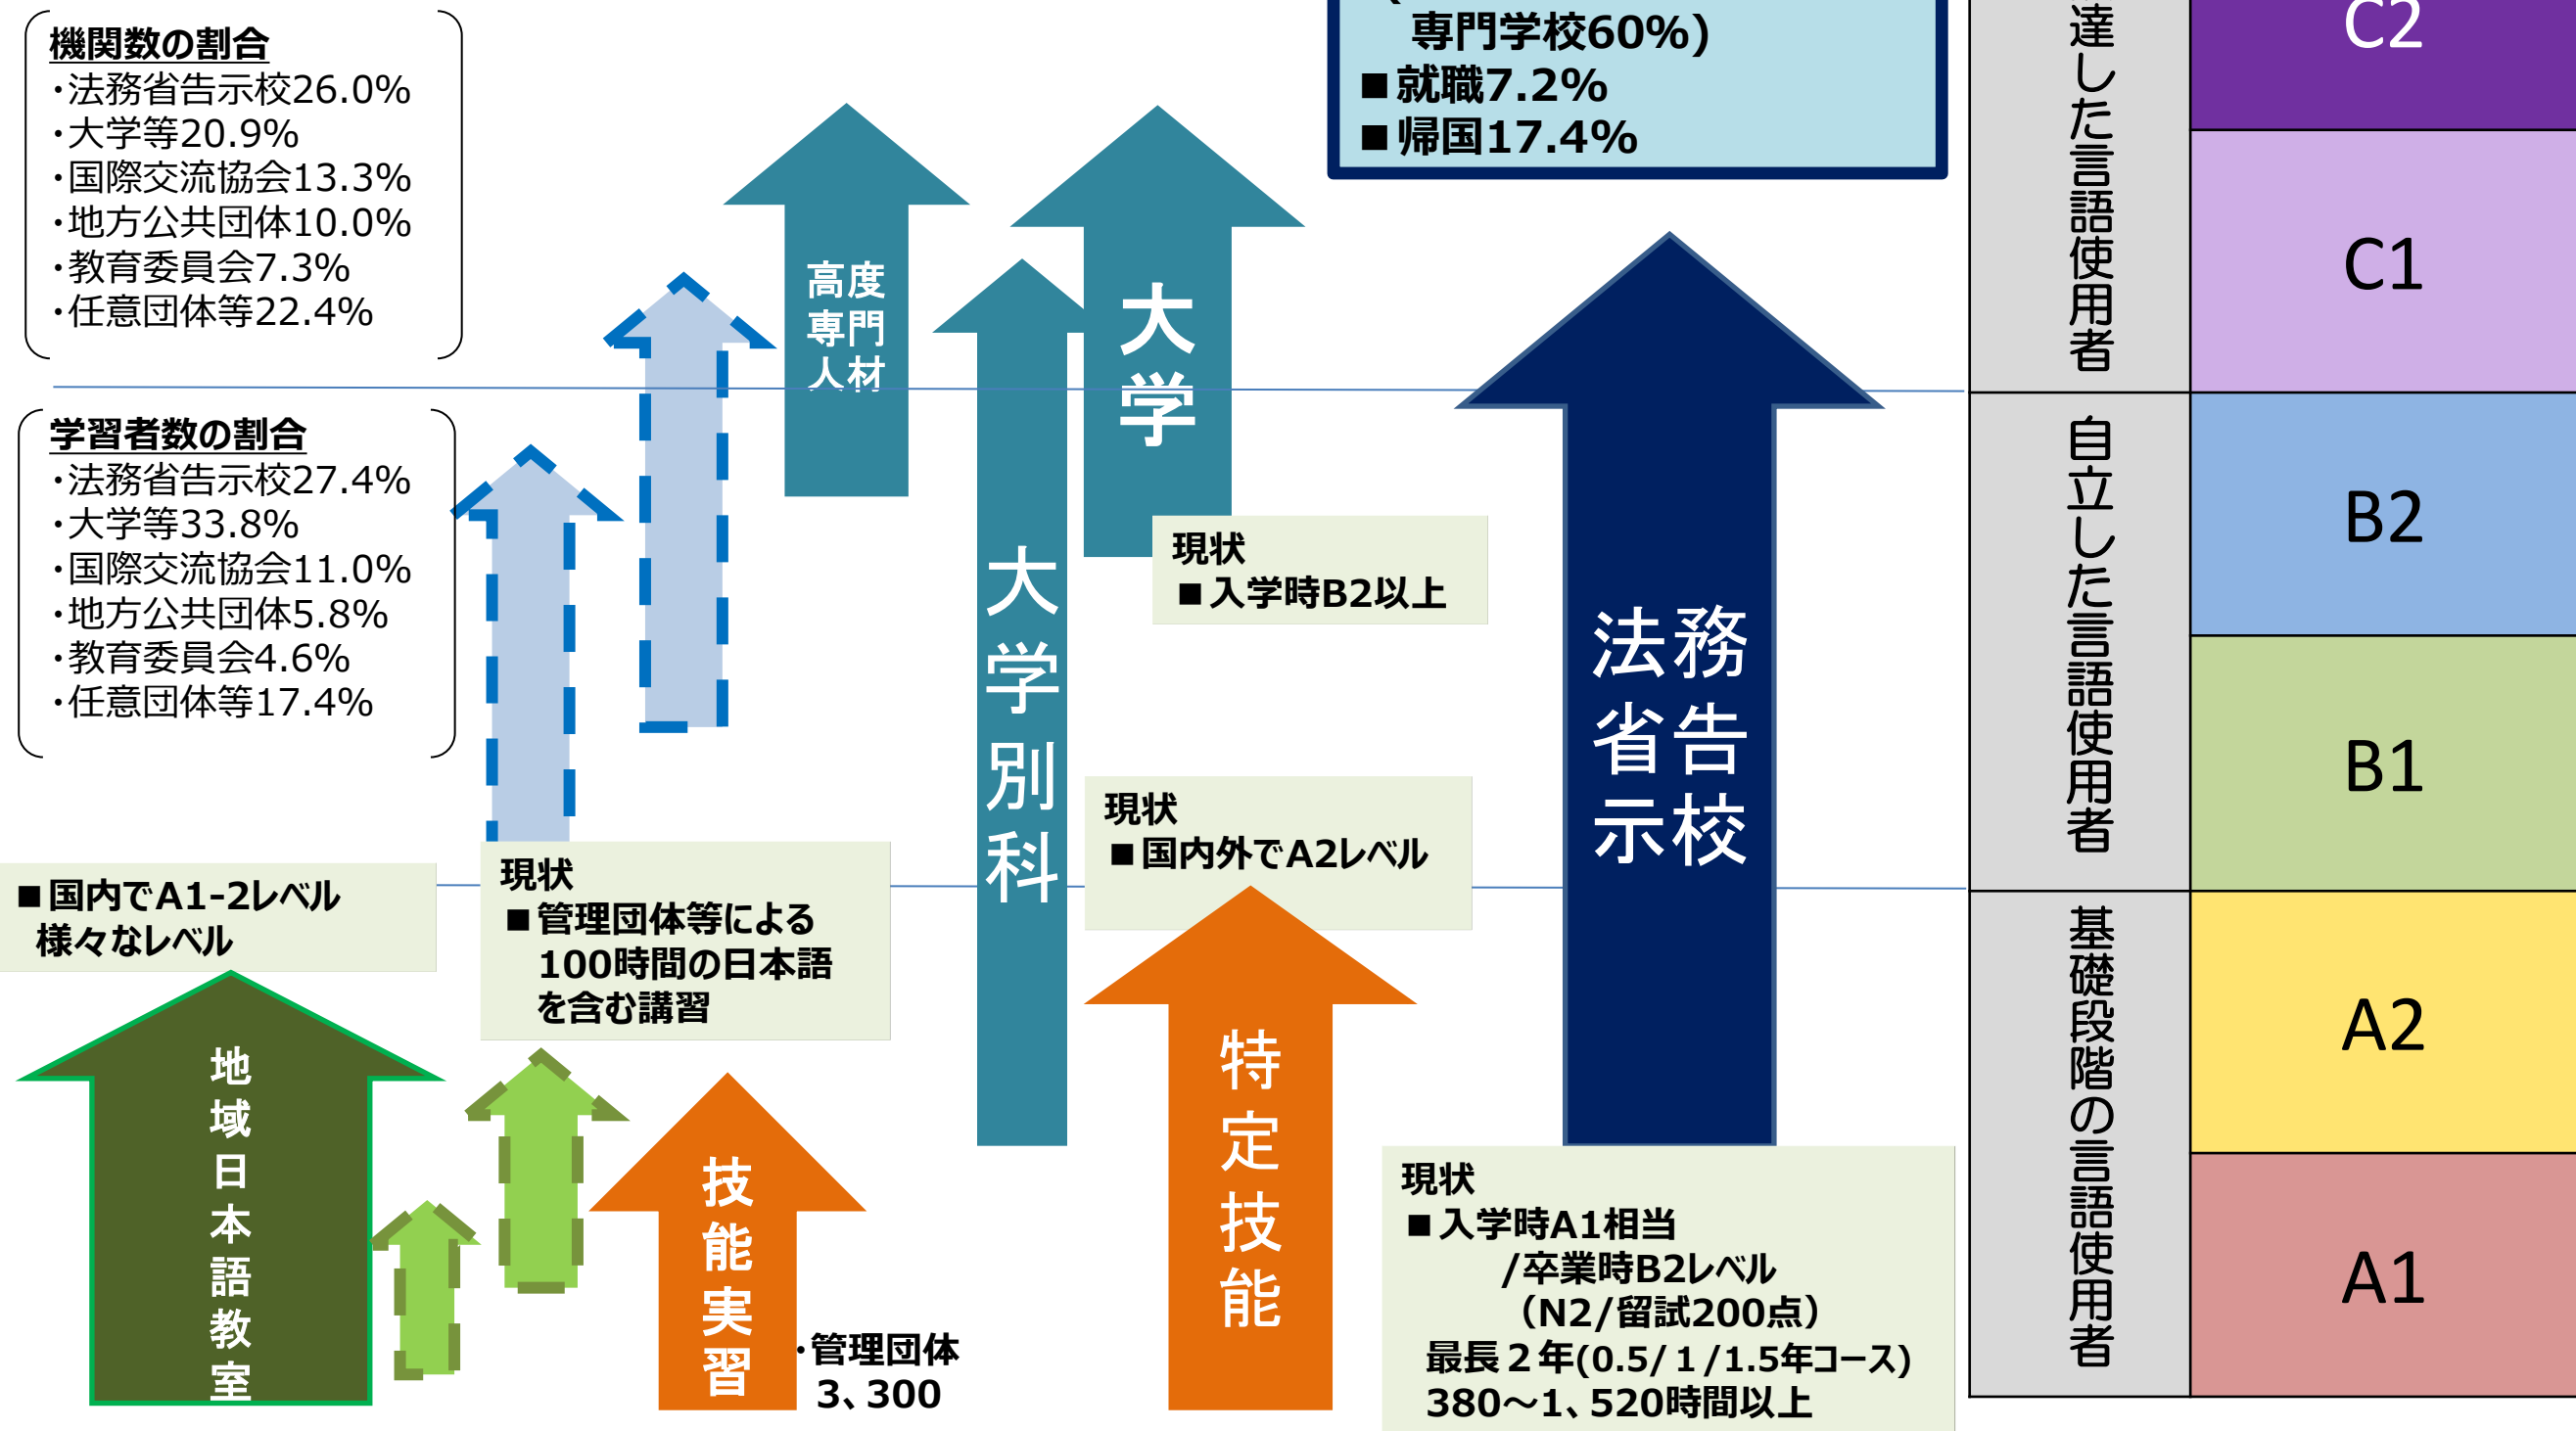 機関数の割合
・法務省告示校26.0%
・大学等20.9%
・国際交流協会13.3%
・地方公共団体10.0%
・教育委員会7.3%
・任意団体等22.4%
学習者数の割合
・法務省告示校27.4%
・大学等33.8%
・国際交流協会11.0%
・地方公共団体5.8%
・教育委員会4.6%
・任意団体等17.4%
■国内でA1-2レベル
様々なレベル
地域日本語教室
現状
■管理団体等による
100時間の日本語
を含む講習
技能実習
・管理団体
3、300
高度
専門
人材
大学別科
大学
現状
■入学時B2以上
現状
■国内外でA2レベル
特定技能
専門学校60%)
■就職7.2%
■帰国17.4%
法務
省告
示校
現状
■入学時A1相当
/卒業時B2レベル
（N2/留試200点）
最長２年(0.5/１/1.5年コース)
380～1、520時間以上
達した言語使用者
自立した言語使用者
基礎段階の言語使用者
C2
C1
B2
B1
A2
A1